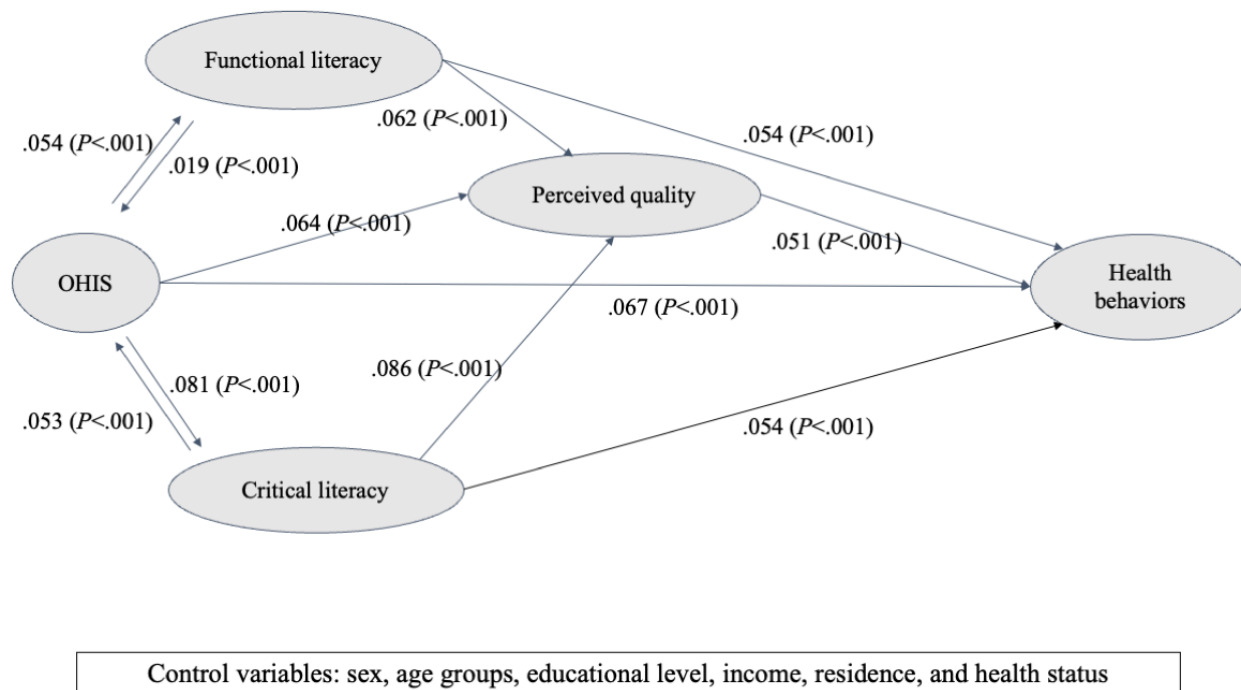 Functional literacy
.062 (P<.001)
.054 (P<.001)
.054 (P<.001)
.019 (P<.001)
Perceived quality
.064 (P<.001)
.051 (P<.001)
OHIS
Health
behaviors
.067 (P<.001)
.086 (P<.001)
.081 (P<.001)
.053 (P<.001)
.054 (P<.001)
Critical literacy
Control variables: sex, age groups, educational level, income, residence, and health status